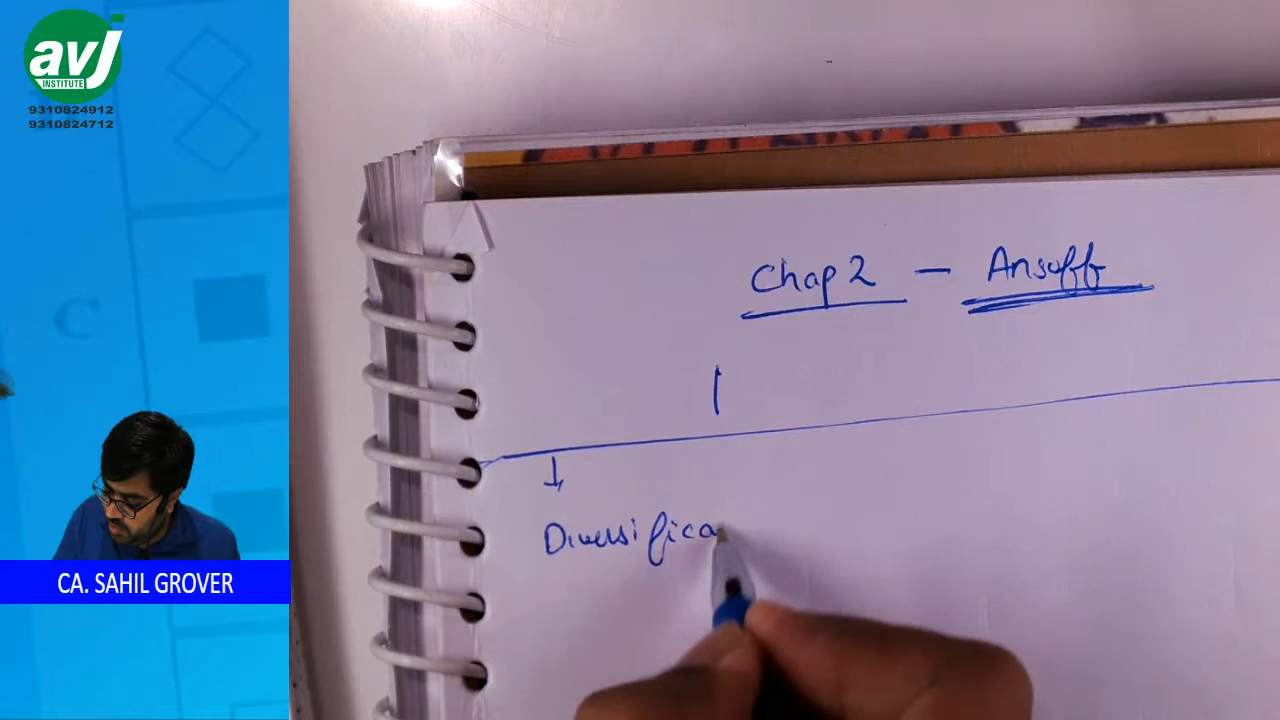 avj
INSTITUTE
9310824912
9310824712
Chap 2 - Ansoff
Diversifica
CA. SAHIL GROVER